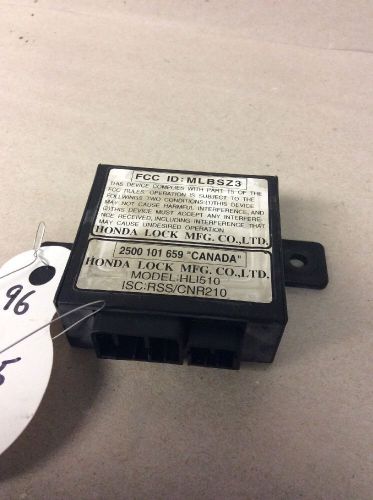 FCC ID: MLBSZ3
THIS DEVICE COMPLIES WITH PART 15 OF THE
FCC RULES. OPERATION IS SUBJECT TO THE
FOLLOWING TWO CONDITIONS:(1)THIS DEVICE
MAY NOT CAUSE HARMFUL INTERFERENCE, AND
(2)THIS DEVICE MUST ACCEPT ANY INTERFERE-
NCE RECEIVED, INCLUDING INTERFERENCE THAT
MAY CAUSE UNDESIRED OPERATION.
HONDA LOCK MFG. CO.,LTD.
2500 101 659 "CANADA"
HONDA LOCK MFG. CO.,LTD.
MODEL:HLI510
ISC:RSS/CNR210
96
5